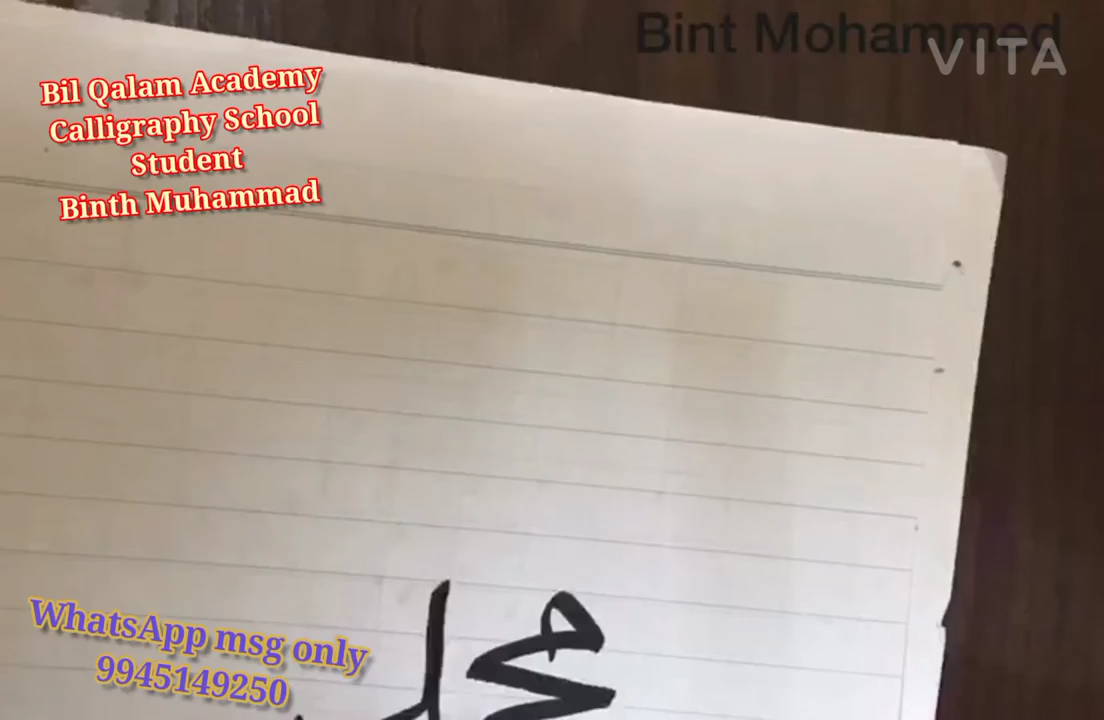 Bint Mohammed
VITA
Bil Qalam Academy
Calligraphy School
Student
Binth Muhammad
WhatsApp msg only
9945149250